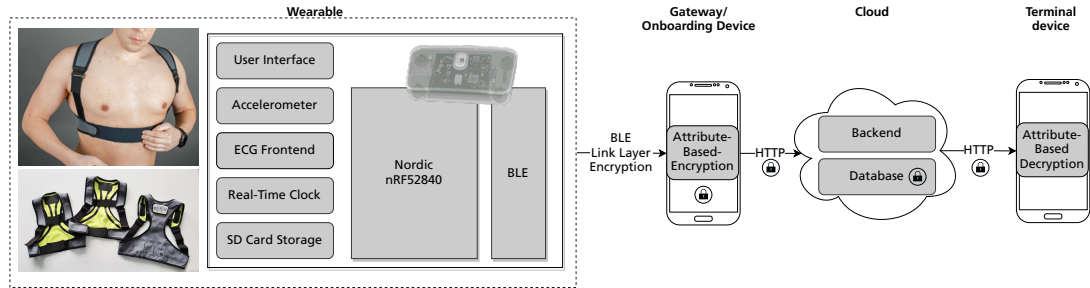 Wearable
User Interface
Accelerometer
ECG Frontend
Real-Time Clock
SD Card Storage
Nordic
nRF52840
BLE
BLE
Link Layer
Encryption
Gateway/
Onboarding Device
Attribute-
Based-
Encryption
HTTP
Cloud
Backend
Database
HTTP
Terminal
device
Attribute-
Based
Decryption